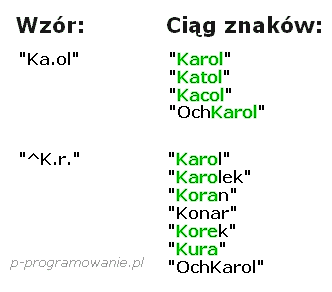 Wzór: Ciąg znaków:
"Ka.ol" "Karol"
"Katol"
"Kacol"
"OchKarol"
"^K.r." "Karol"
"Karolek"
"Koran"
"Konar"
"Korek"
"Kura"
p-programowanie.pl "OchKarol"